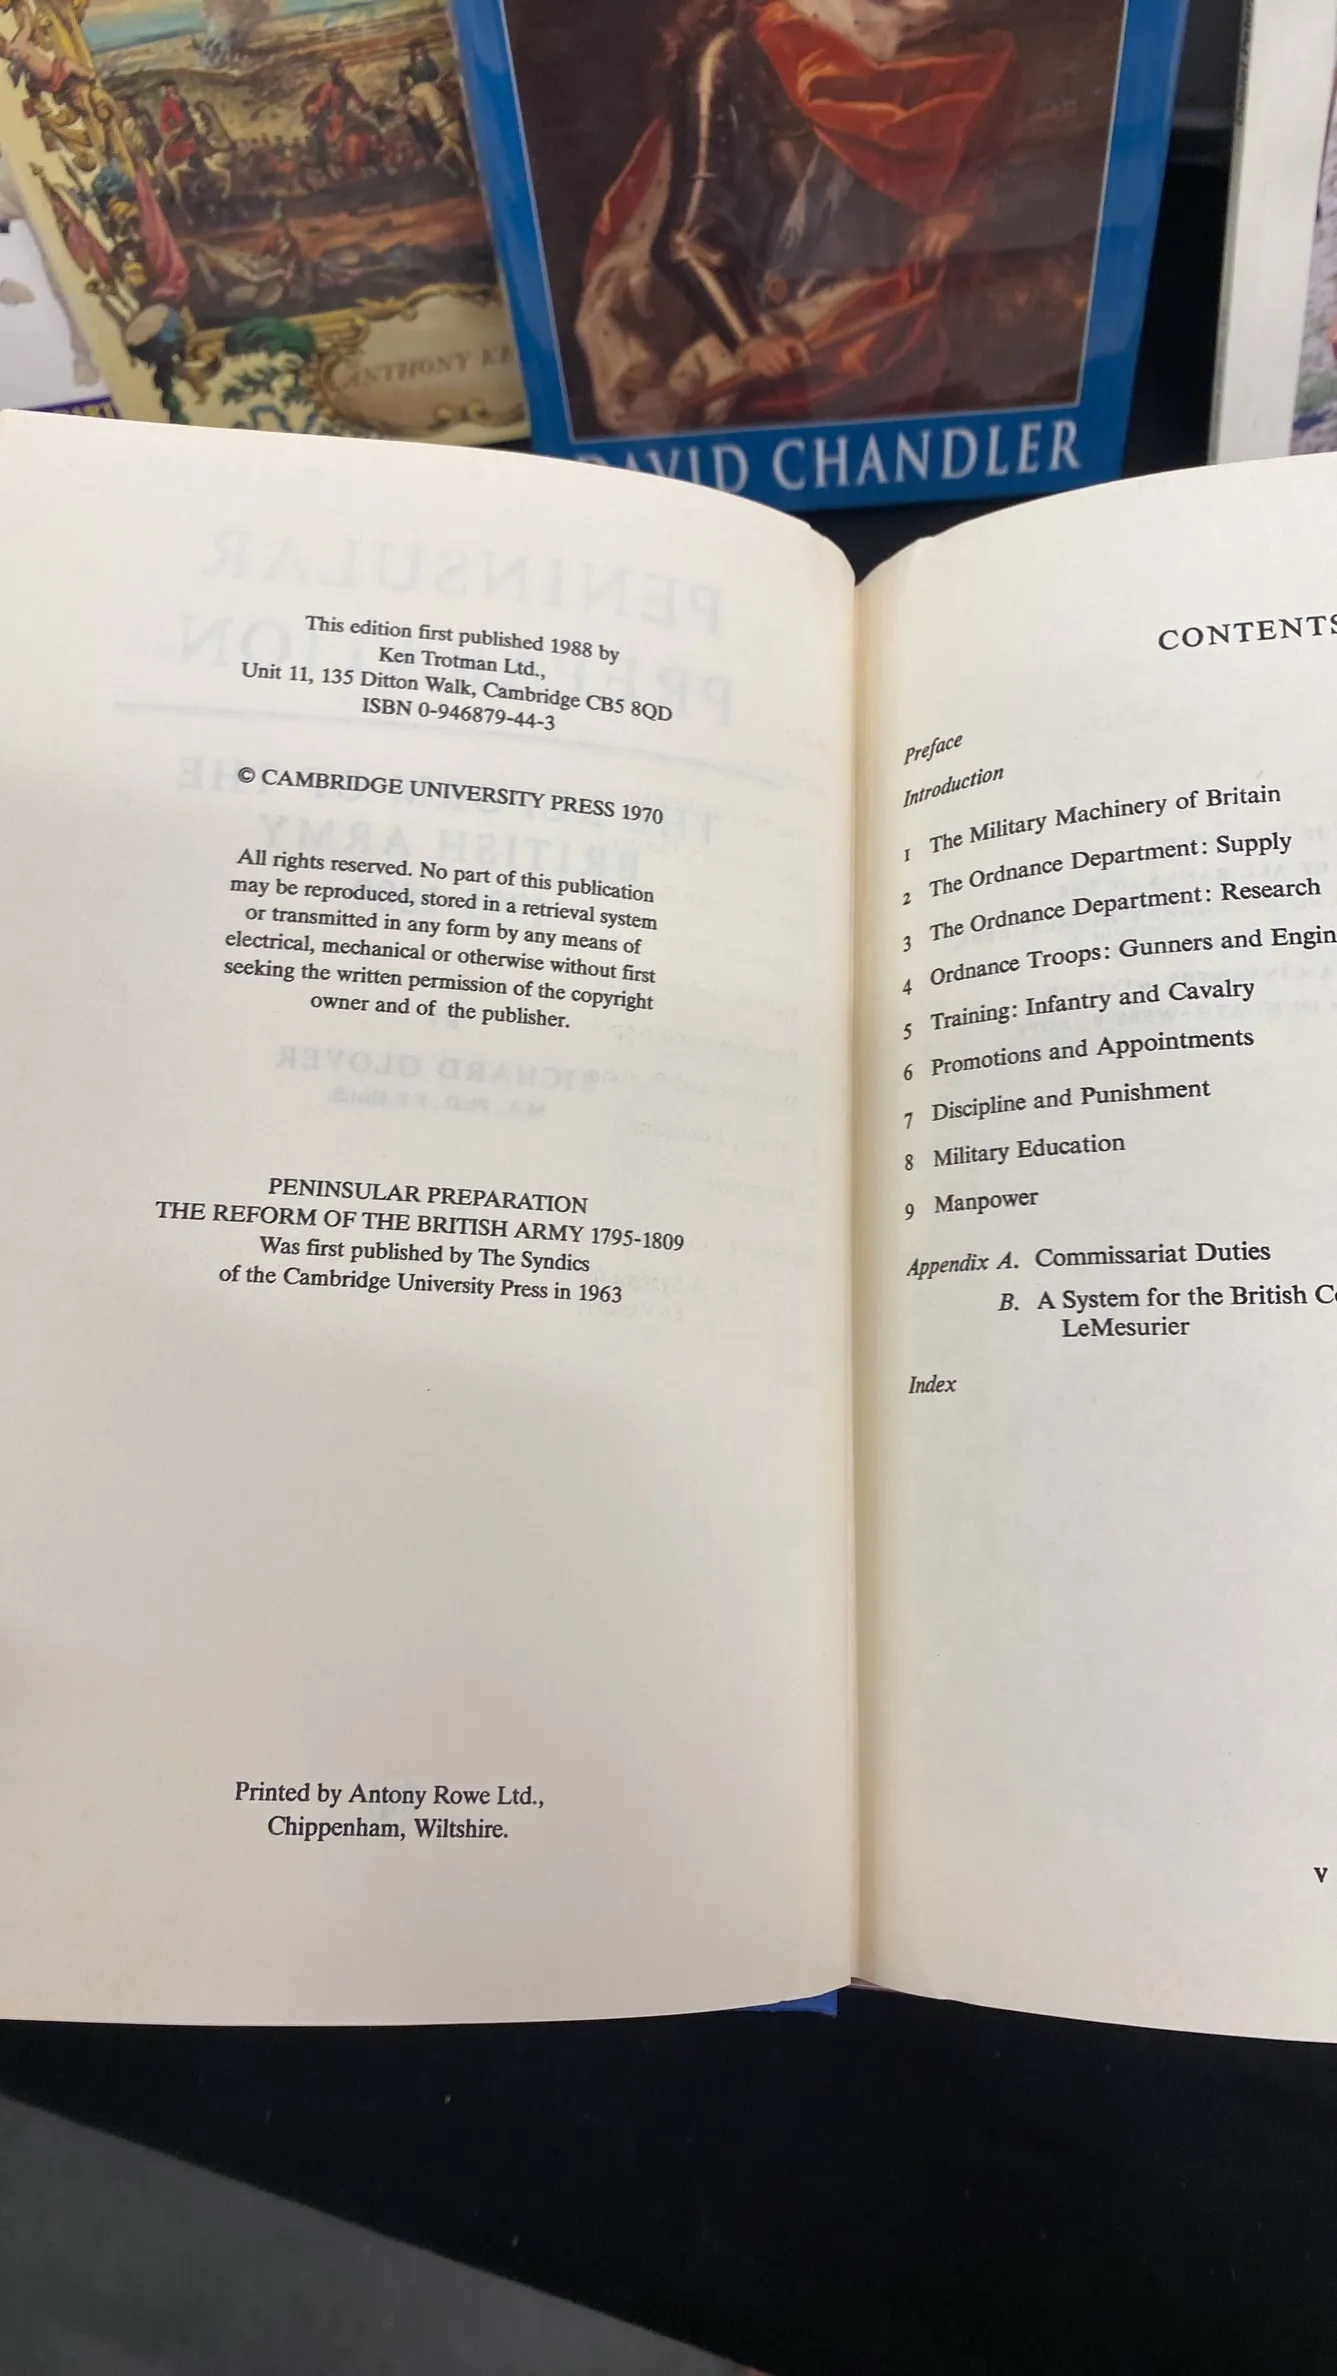 ANTHONY KE
DAVID CHANDLER
This edition first published 1988 by
Ken Trotman Ltd.,
Unit 11, 135 Ditton Walk, Cambridge CB5 8QD
ISBN 0-946879-44-3
© CAMBRIDGE UNIVERSITY PRESS 1970
All rights reserved. No part of this publication
may be reproduced, stored in a retrieval system
or transmitted in any form by any means of
electrical, mechanical or otherwise without first
seeking the written permission of the copyright
owner and of the publisher.
PENINSULAR PREPARATION
THE REFORM OF THE BRITISH ARMY 1795-1809
Was first published by The Syndics
of the Cambridge University Press in 1963
Printed by Antony Rowe Ltd.,
Chippenham, Wiltshire.
CONTENTS
Preface
Introduction
1 The Military Machinery of Britain
2 The Ordnance Department: Supply
3 The Ordnance Department: Research
4 Ordnance Troops: Gunners and Engin
5 Training: Infantry and Cavalry
6 Promotions and Appointments
7 Discipline and Punishment
8 Military Education
9 Manpower
Appendix A. Commissariat Duties
B. A System for the British Co
LeMesurier
Index
v